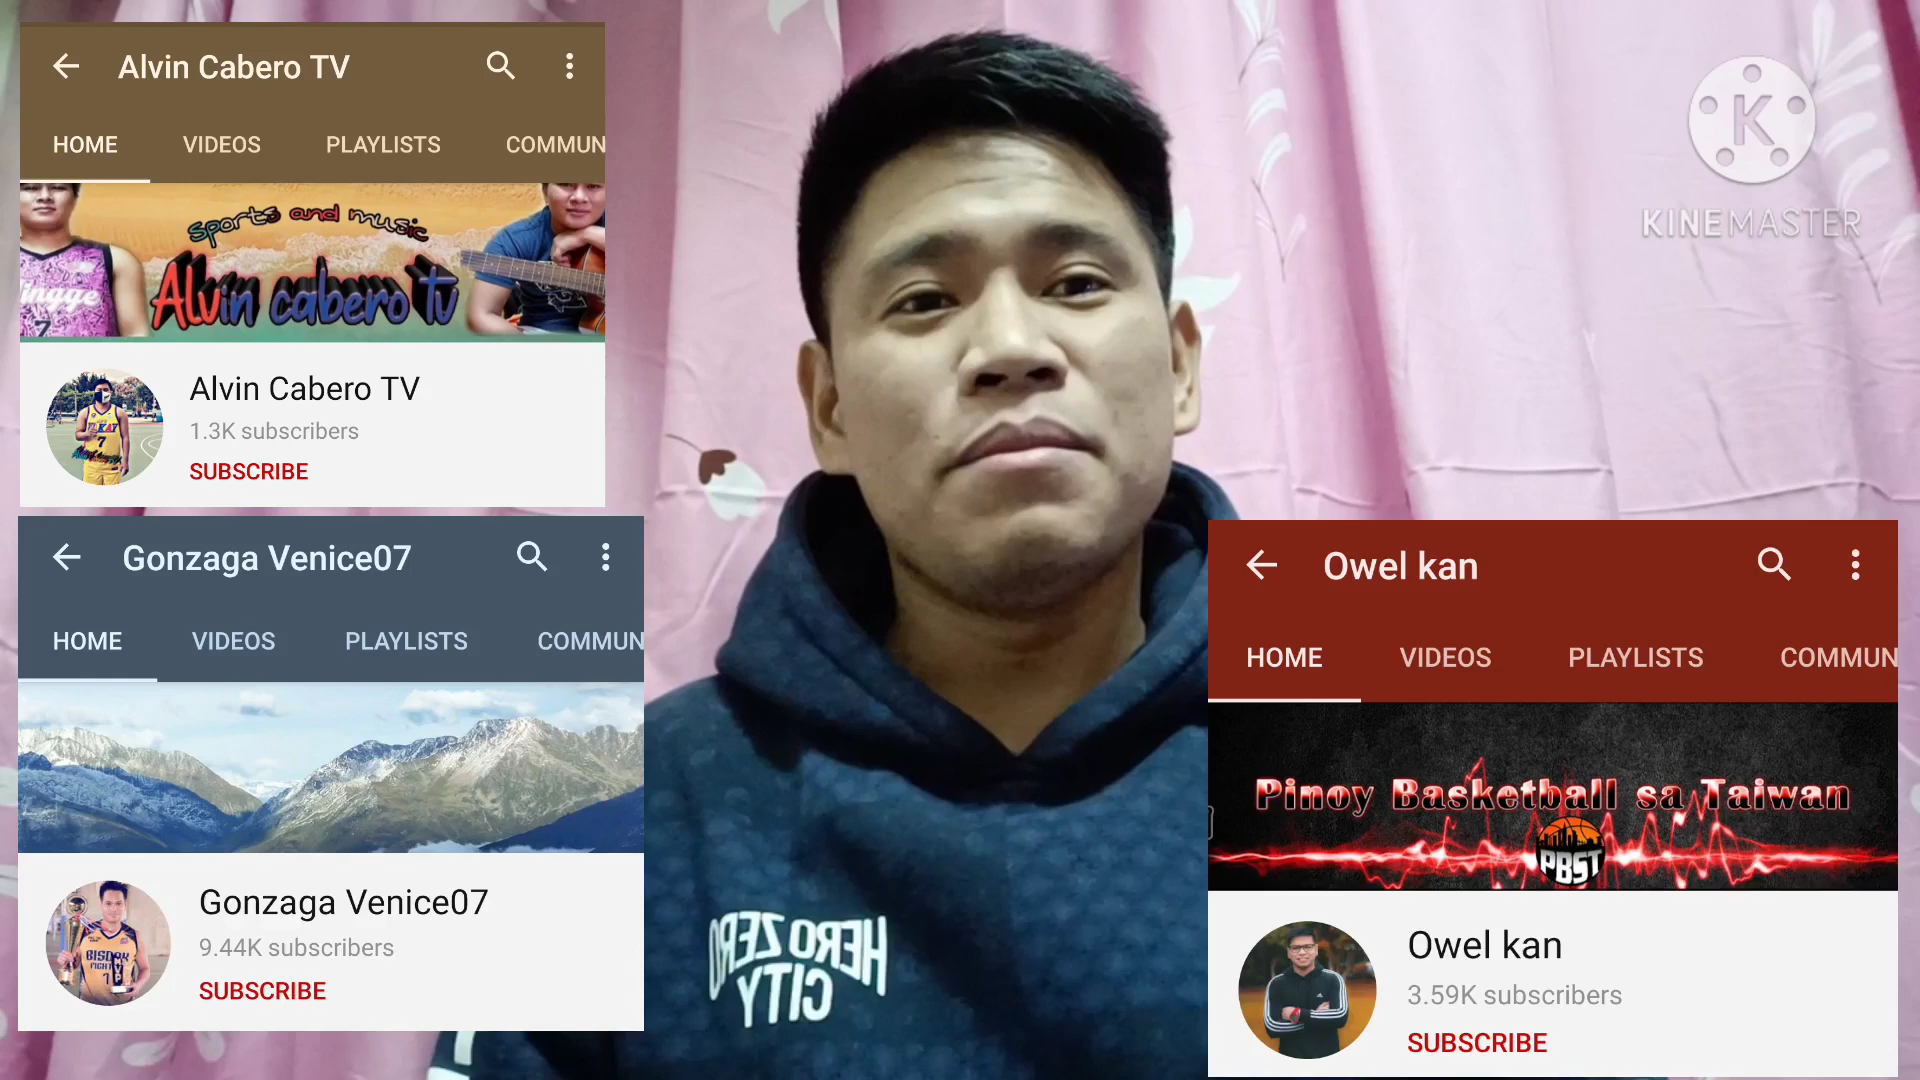 Alvin Cabero TV
HOME VIDEOS PLAYLISTS COMMUN
sports and music
Alvin cabero tv
7
Alvin Cabero TV
1.3K subscribers
7
SUBSCRIBE
KINEMASTER
Gonzaga Venice07
HOME VIDEOS PLAYLISTS COMMUN
Gonzaga Venice07
9.44K subscribers
SUBSCRIBE
HERO ZERO
CITY
Owel kan
HOME VIDEOS PLAYLISTS COMMUN
Pinoy Basketball sa Taiwan
PBST
Owel kan
3.59K subscribers
SUBSCRIBE